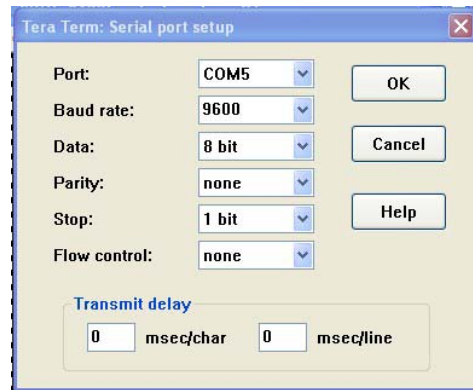 Tera Term: Serial port setup
Port: COM5
OK
Baud rate: 9600
Data: 8 bit
Cancel
Parity: none
Stop: 1 bit
Help
Flow control: none
Transmit delay
0 msec/char 0 msec/line